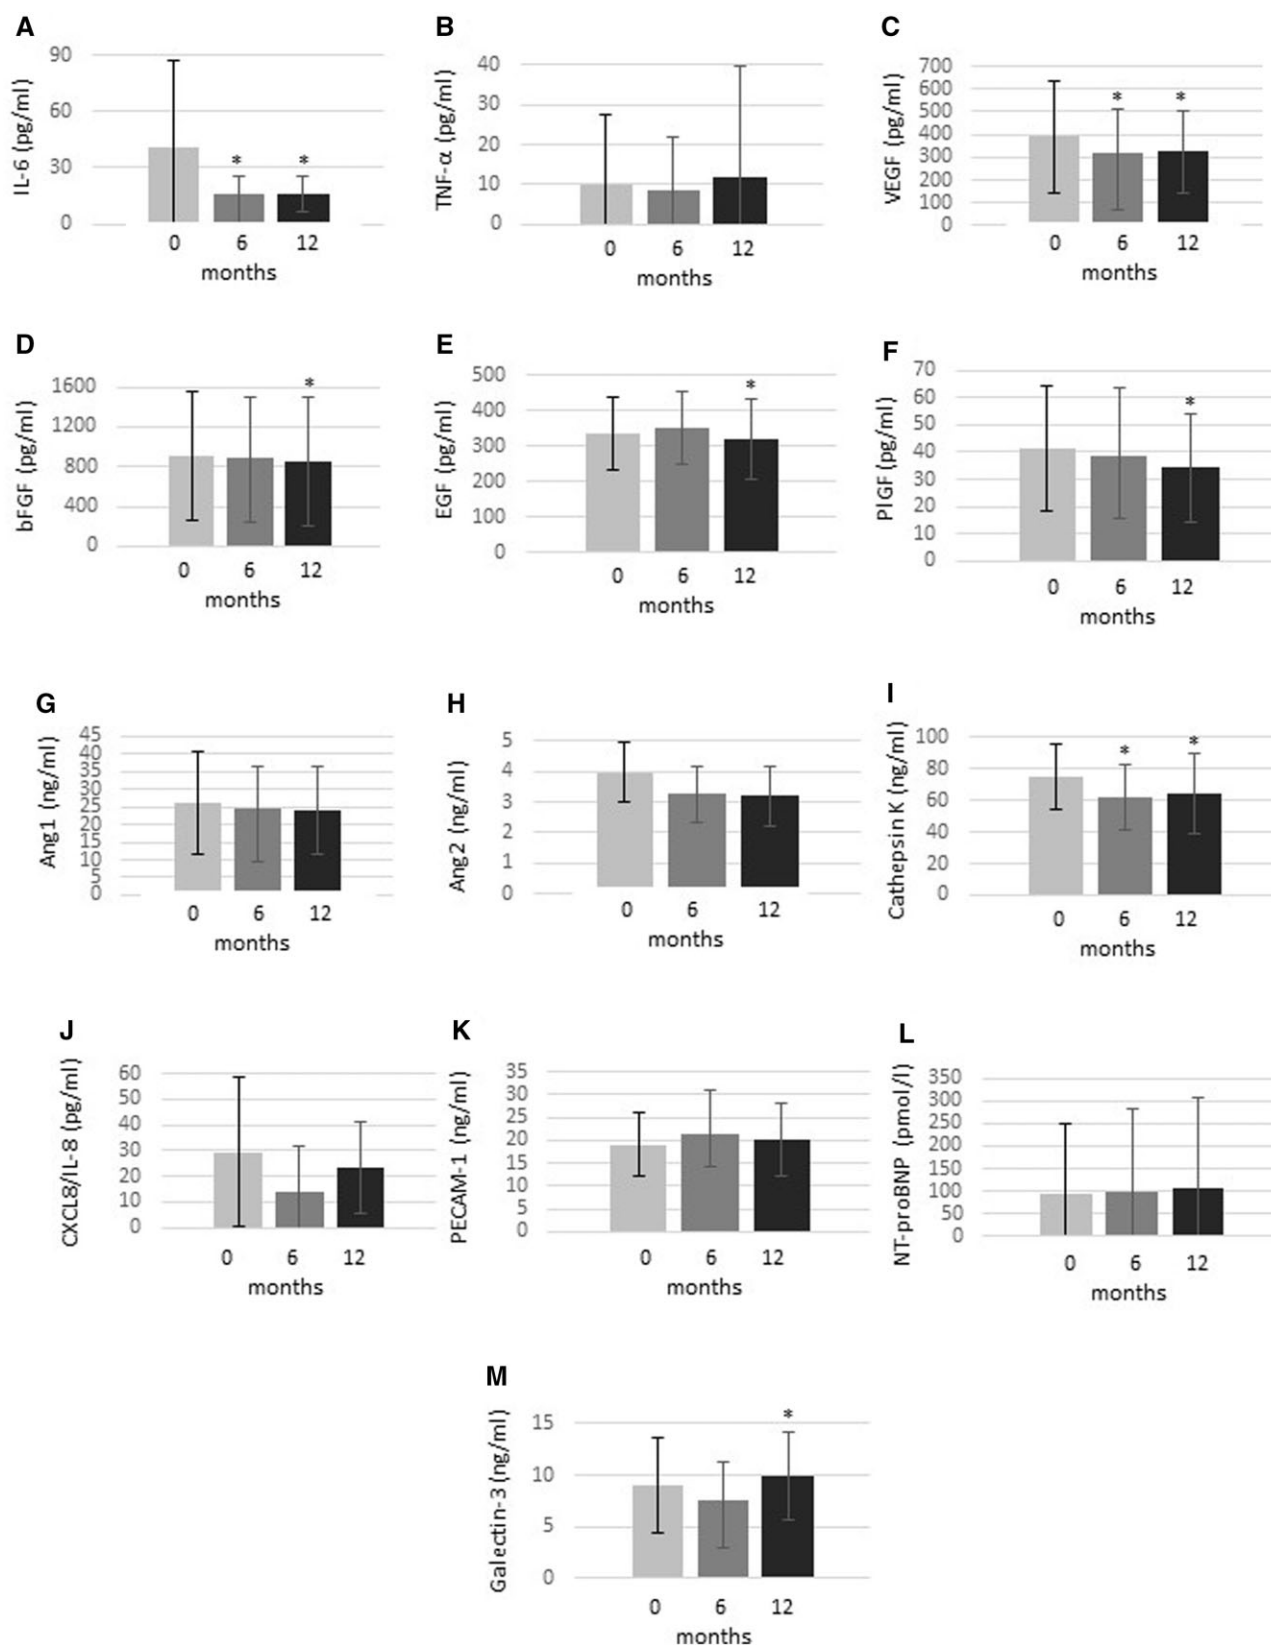 A
IL-6 (pg/ml)
90
60
30
0
* *
0 6 12
months
B
TNF-α (pg/ml)
40
30
20
10
0
0 6 12
months
C
VEGF (pg/ml)
700
600
500
400
300
200
100
0
* *
0 6 12
months
D
bFGF (pg/ml)
1600
1200
800
400
0
*
0 6 12
months
E
EGF (pg/ml)
500
400
300
200
100
0
*
0 6 12
months
F
PIGF (pg/ml)
70
60
50
40
30
20
10
0
*
0 6 12
months
G
Ang1 (ng/ml)
45
40
35
30
25
20
15
10
5
0
0 6 12
months
H
Ang2 (ng/ml)
5
4
3
2
1
0
0 6 12
months
I
Cathepsin K (ng/ml)
100
80
60
40
20
0
* *
0 6 12
months
J
CXCL8/IL-8 (pg/ml)
60
50
40
30
20
10
0
0 6 12
months
K
PECAM-1 (ng/ml)
35
30
25
20
15
10
5
0
0 6 12
months
L
NT-proBNP (pmol/l)
350
300
250
200
150
100
50
0
0 6 12
months
M
Galectin-3 (ng/ml)
15
10
5
0
*
0 6 12
months